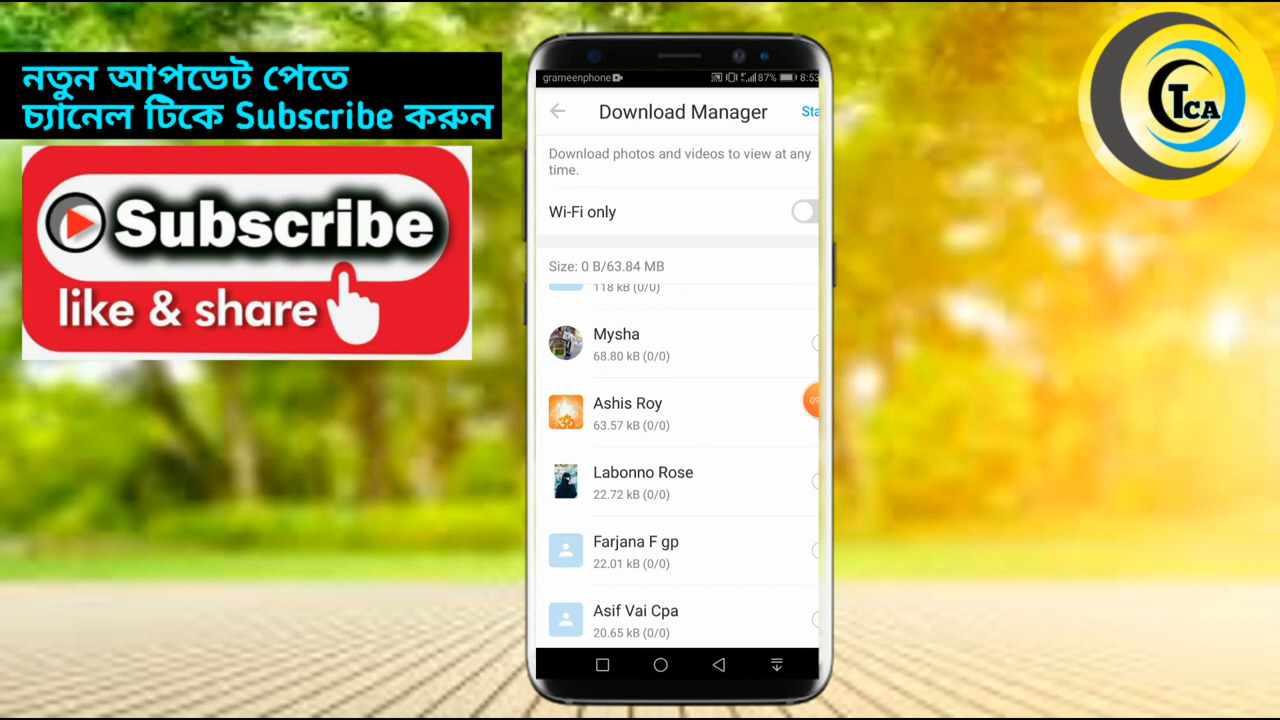 নতুন আপডেট পেতে
চ্যানেল টিকে Subscribe করুন
Subscribe
like & share
TCA
grameenphone
87% 8:53
Download Manager
Sta
Download photos and videos to view at any
time.
Wi-Fi only
Size: 0 B/63.84 MB
118 kB (0/0)
Mysha
68.80 kB (0/0)
Ashis Roy
63.57 kB (0/0)
09
Labonno Rose
22.72 kB (0/0)
Farjana F gp
22.01 kB (0/0)
Asif Vai Cpa
20.65 kB (0/0)